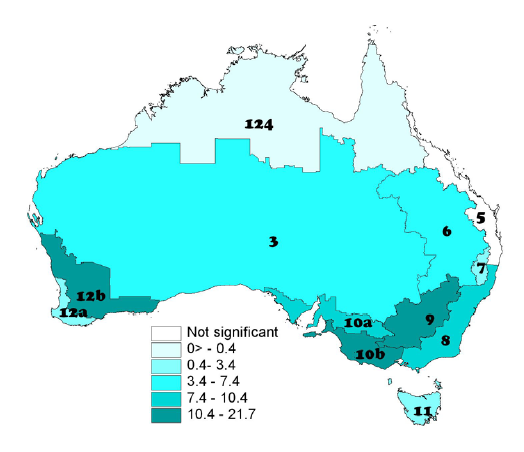 124
5
6
3
7
12b
12a
9
10a
8
10b
Not significant
0> - 0.4
0.4- 3.4
3.4 - 7.4
7.4 - 10.4
10.4 - 21.7
11